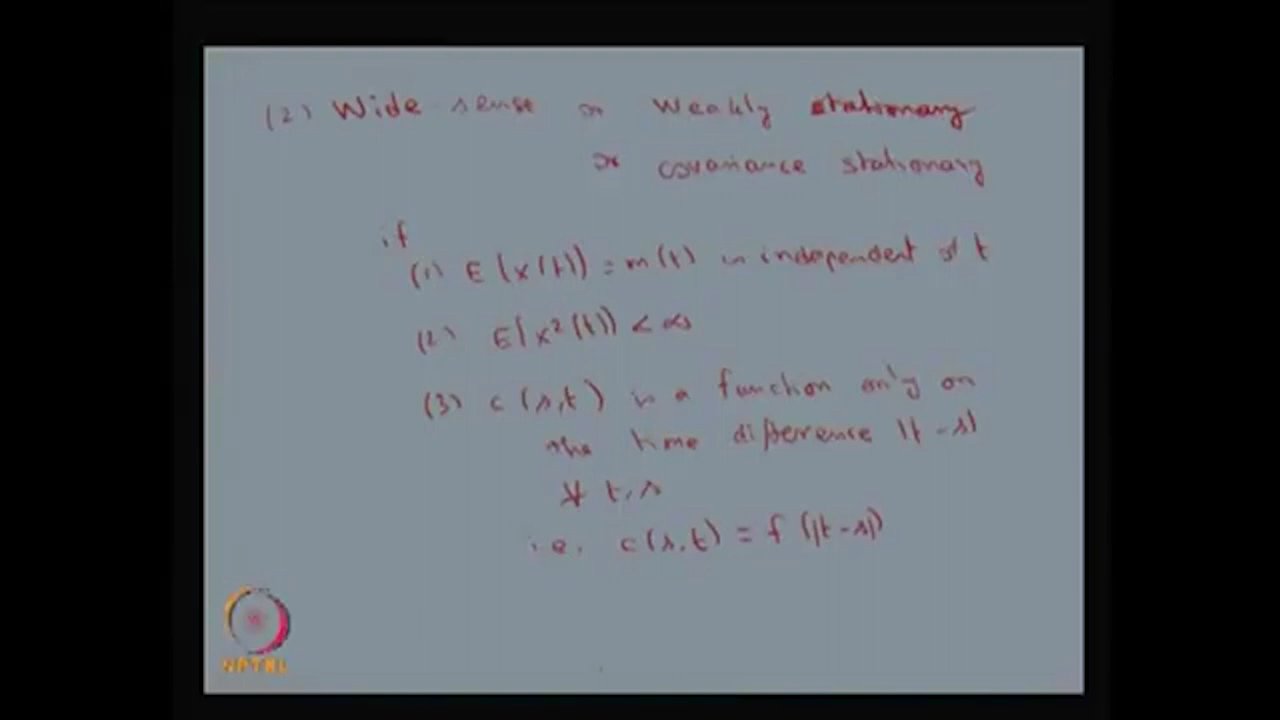 (2) Wide sense or weakly stationary
or covariance stationary
if
(1) E(x(t)) = m(t) is independent of t
(2) E(x²(t)) < ∞
(3) c(s,t) is a function only on
the time difference |t-s|
∀ t,s
i.e. c(s,t) = f(|t-s|)
NPTEL